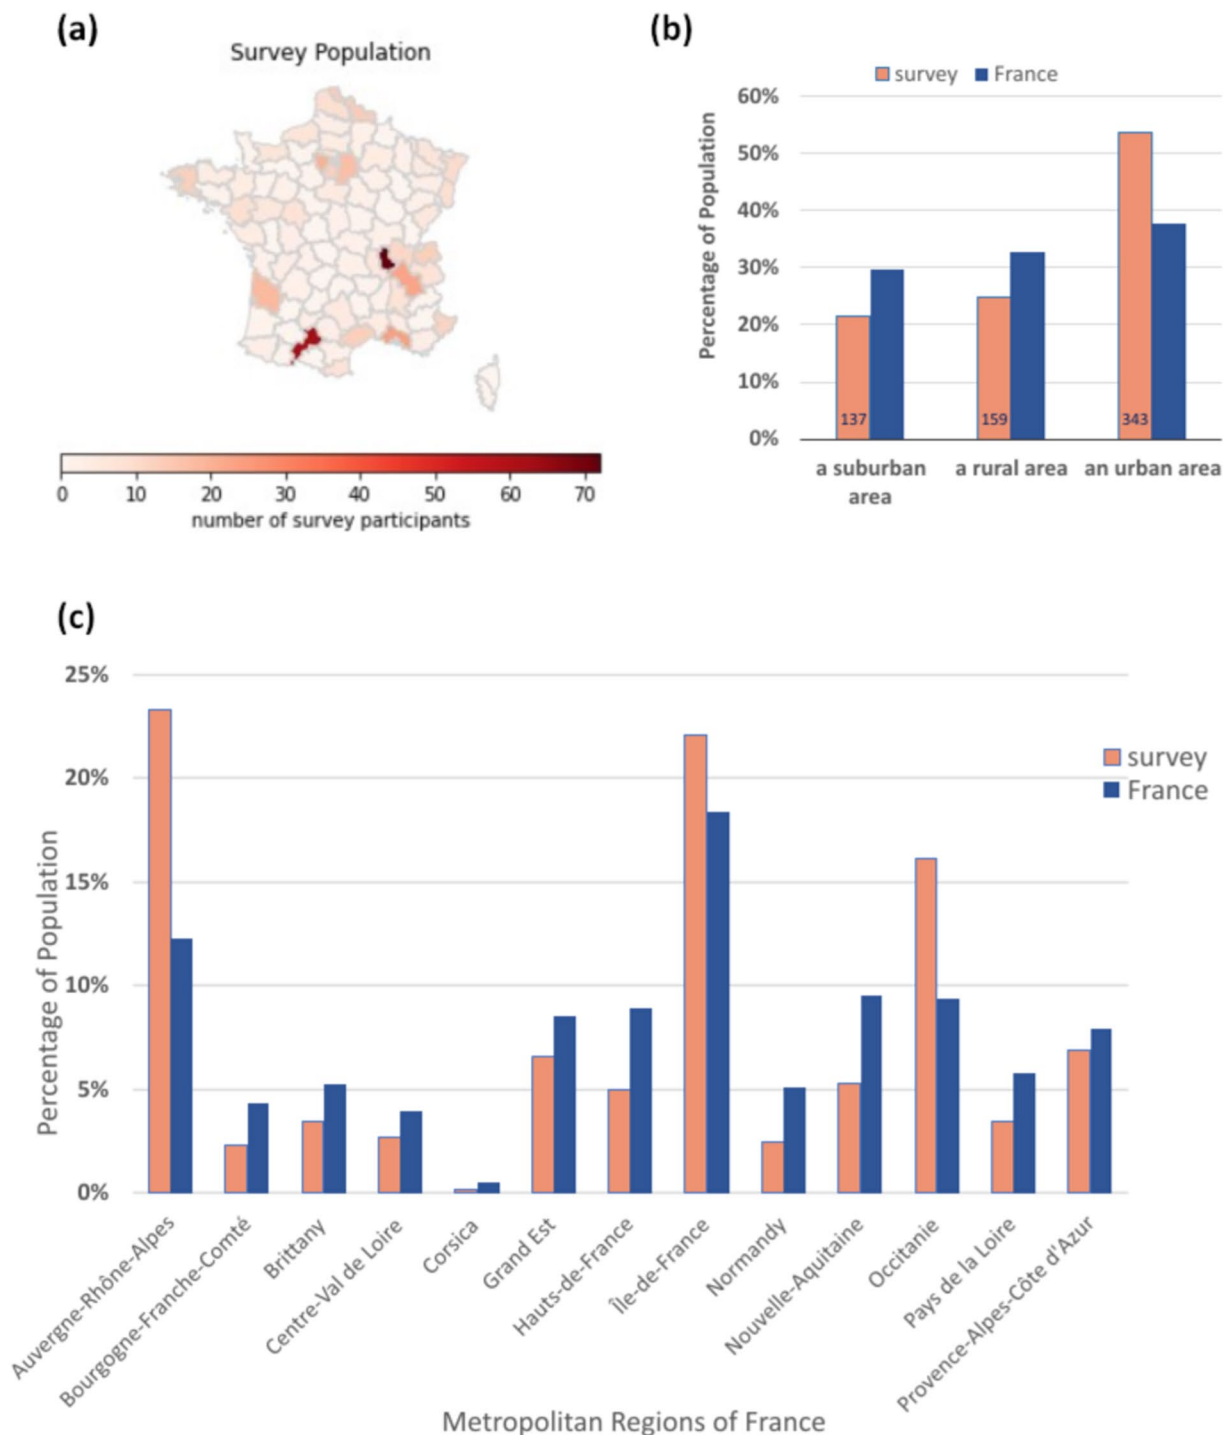 (a)
Survey Population
0 10 20 30 40 50 60 70
number of survey participants
(b)
survey France
Percentage of Population
60%
50%
40%
30%
20%
10%
0%
137 159 343
a suburban
area
a rural area
an urban area
(c)
25%
20%
15%
10%
5%
0%
Percentage of Population
survey
France
Auvergne-Rhône-Alpes
Bourgogne-Franche-Comté
Brittany
Centre-Val de Loire
Corsica
Grand Est
Hauts-de-France
Île-de-France
Normandy
Nouvelle-Aquitaine
Occitanie
Pays de la Loire
Provence-Alpes-Côte d'Azur
Metropolitan Regions of France